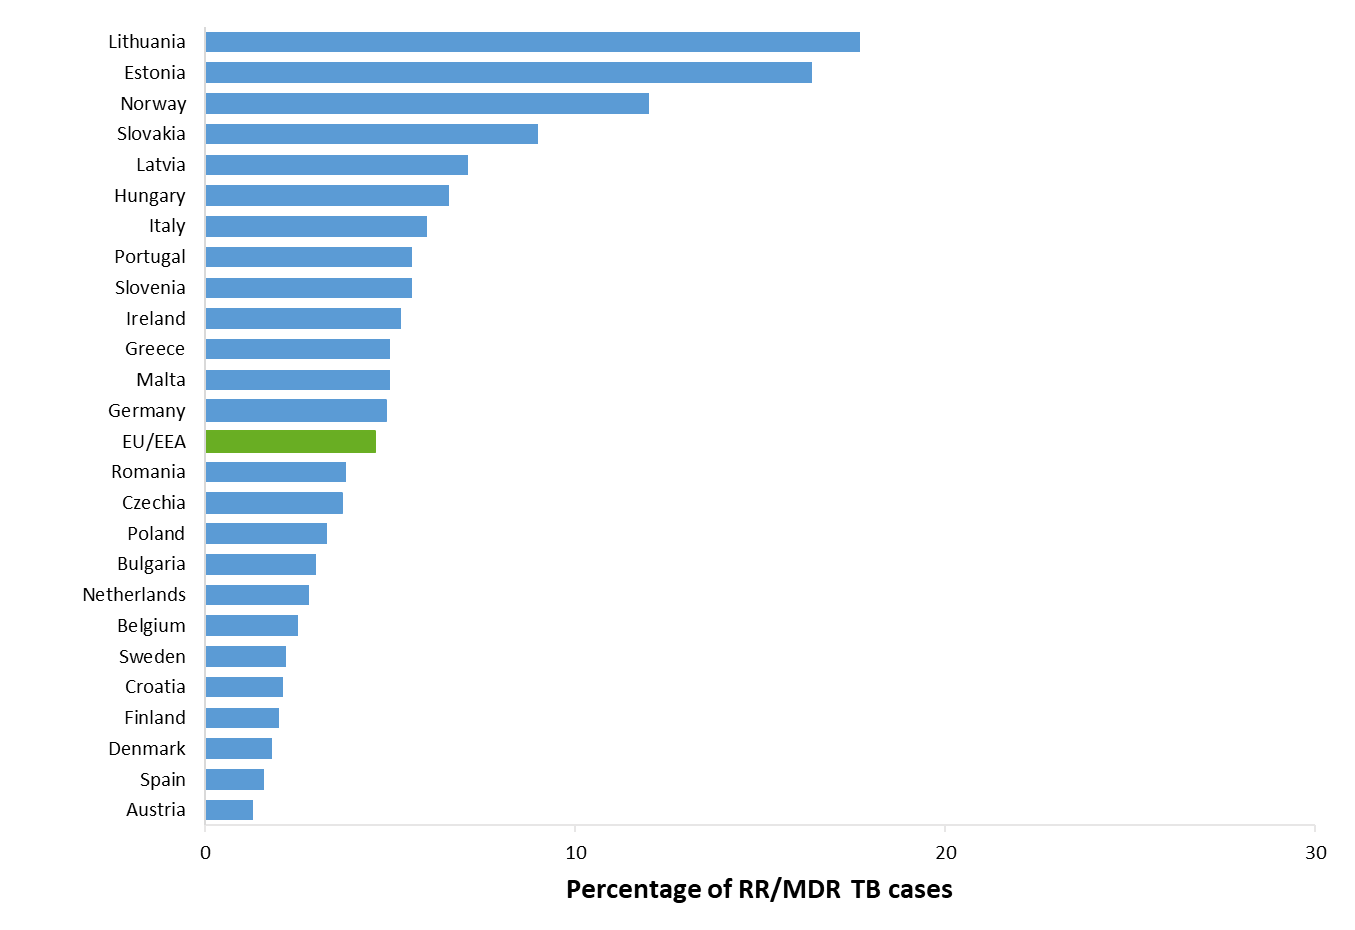 Lithuania
Estonia
Norway
Slovakia
Latvia
Hungary
Italy
Portugal
Slovenia
Ireland
Greece
Malta
Germany
EU/EEA
Romania
Czechia
Poland
Bulgaria
Netherlands
Belgium
Sweden
Croatia
Finland
Denmark
Spain
Austria
0 10 20 30
Percentage of RR/MDR TB cases